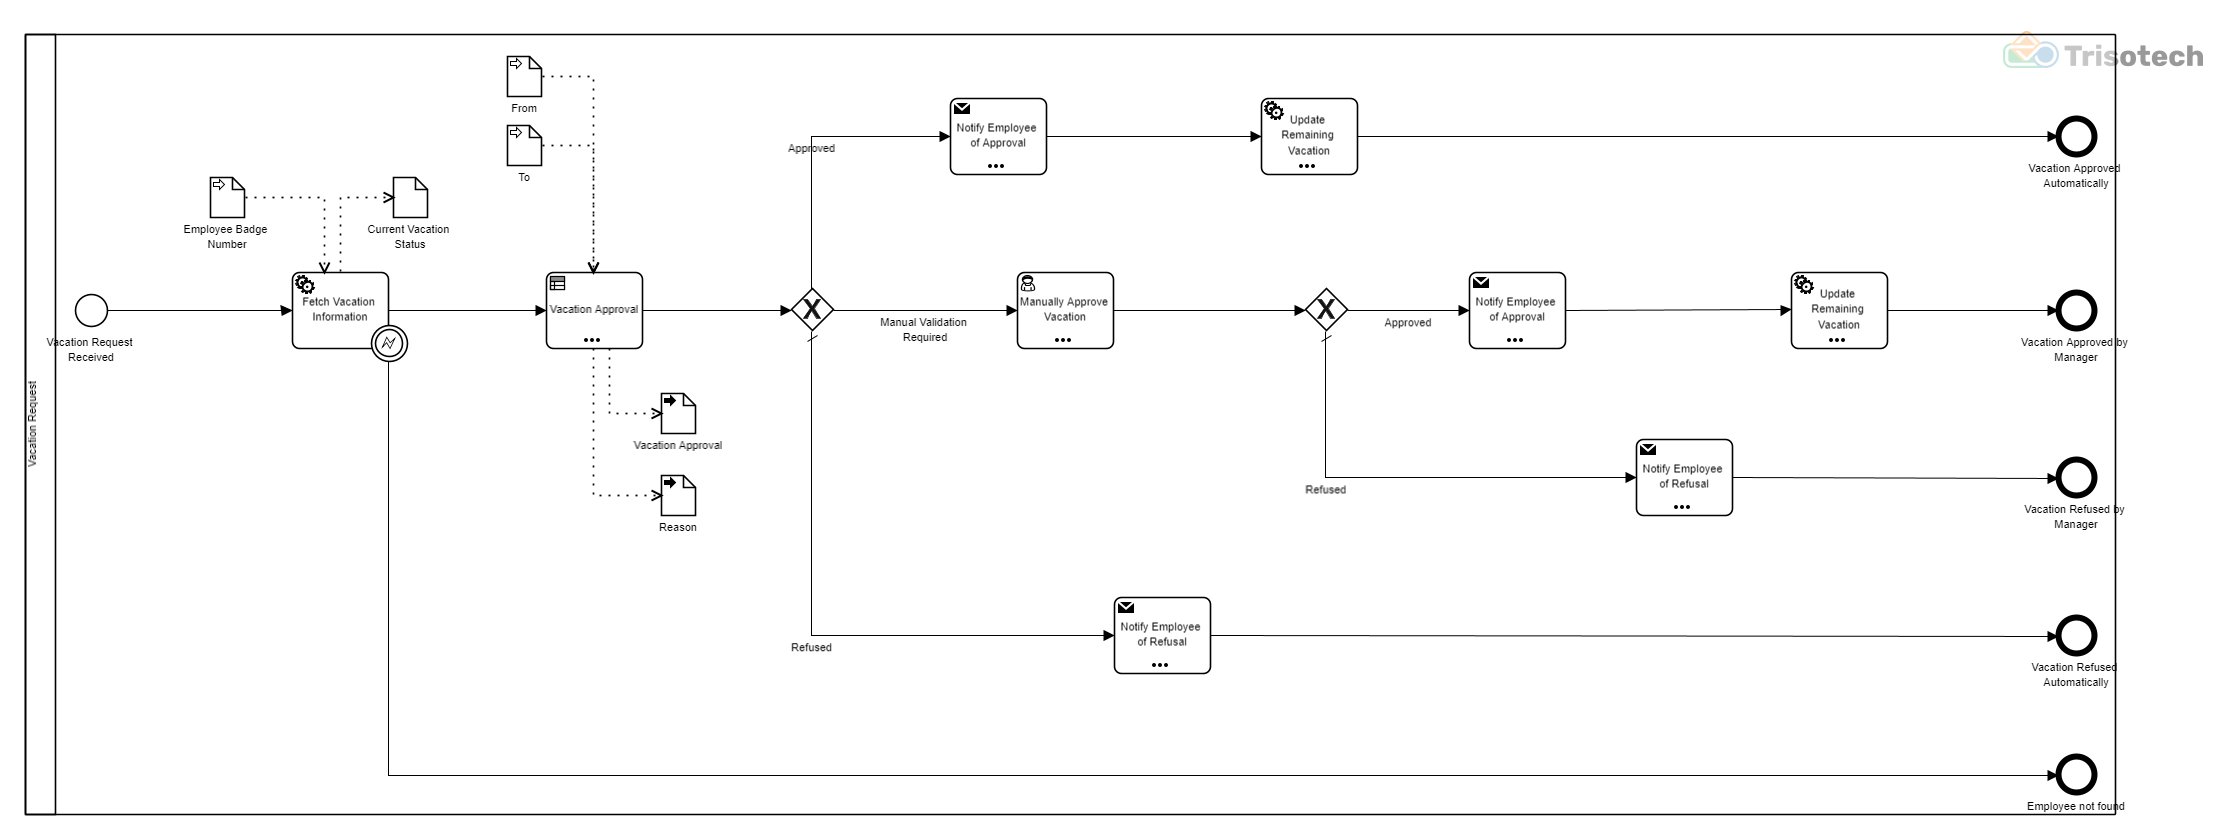 Trisotech
Vacation Request
From
To
Employee Badge
Number
Current Vacation
Status
Vacation Request
Received
Fetch Vacation
Information
Vacation Approval
Vacation Approval
Reason
Approved
Notify Employee
of Approval
Update
Remaining
Vacation
Vacation Approved
Automatically
Manual Validation
Required
Manually Approve
Vacation
Approved
Notify Employee
of Approval
Update
Remaining
Vacation
Vacation Approved by
Manager
Refused
Notify Employee
of Refusal
Vacation Refused by
Manager
Refused
Notify Employee
of Refusal
Vacation Refused
Automatically
Employee not found